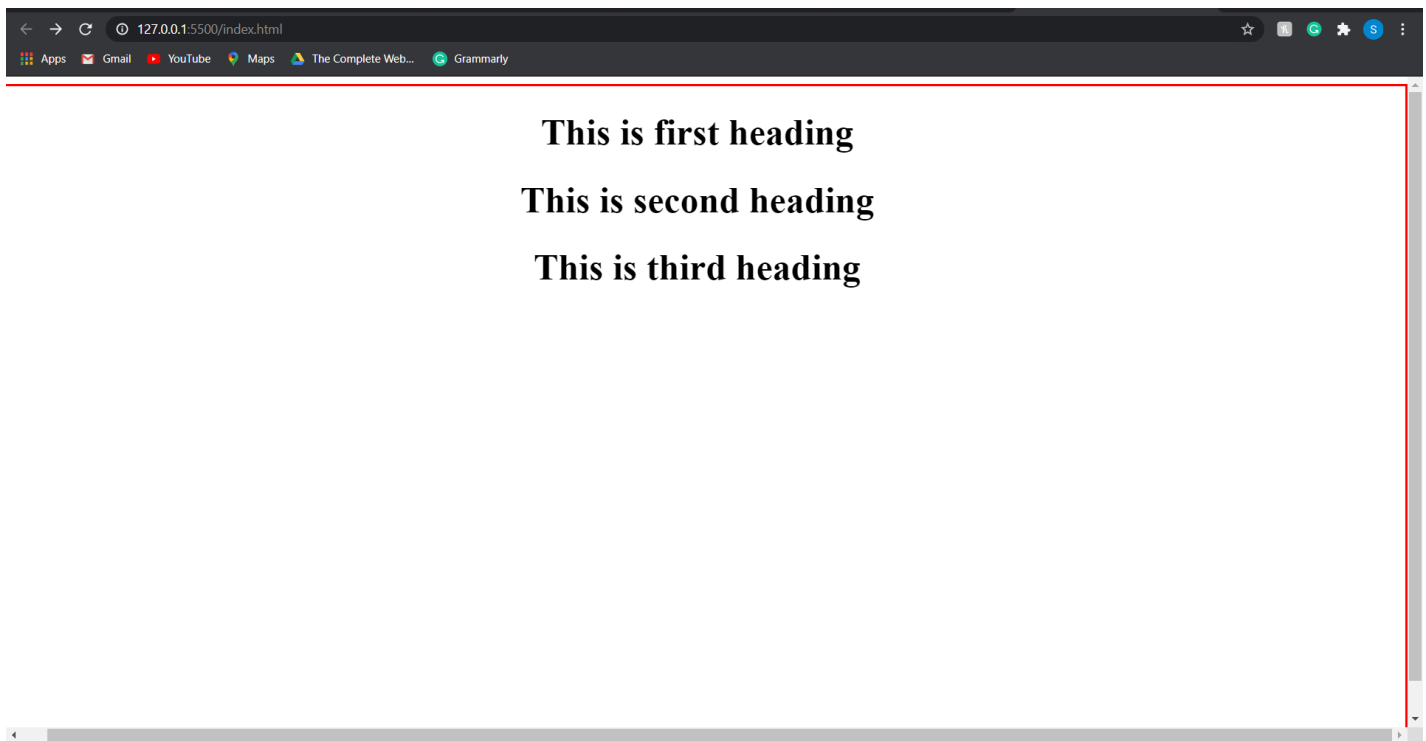 127.0.0.1:5500/index.html
S
Apps Gmail YouTube Maps The Complete Web... G Grammarly
This is first heading
This is second heading
This is third heading